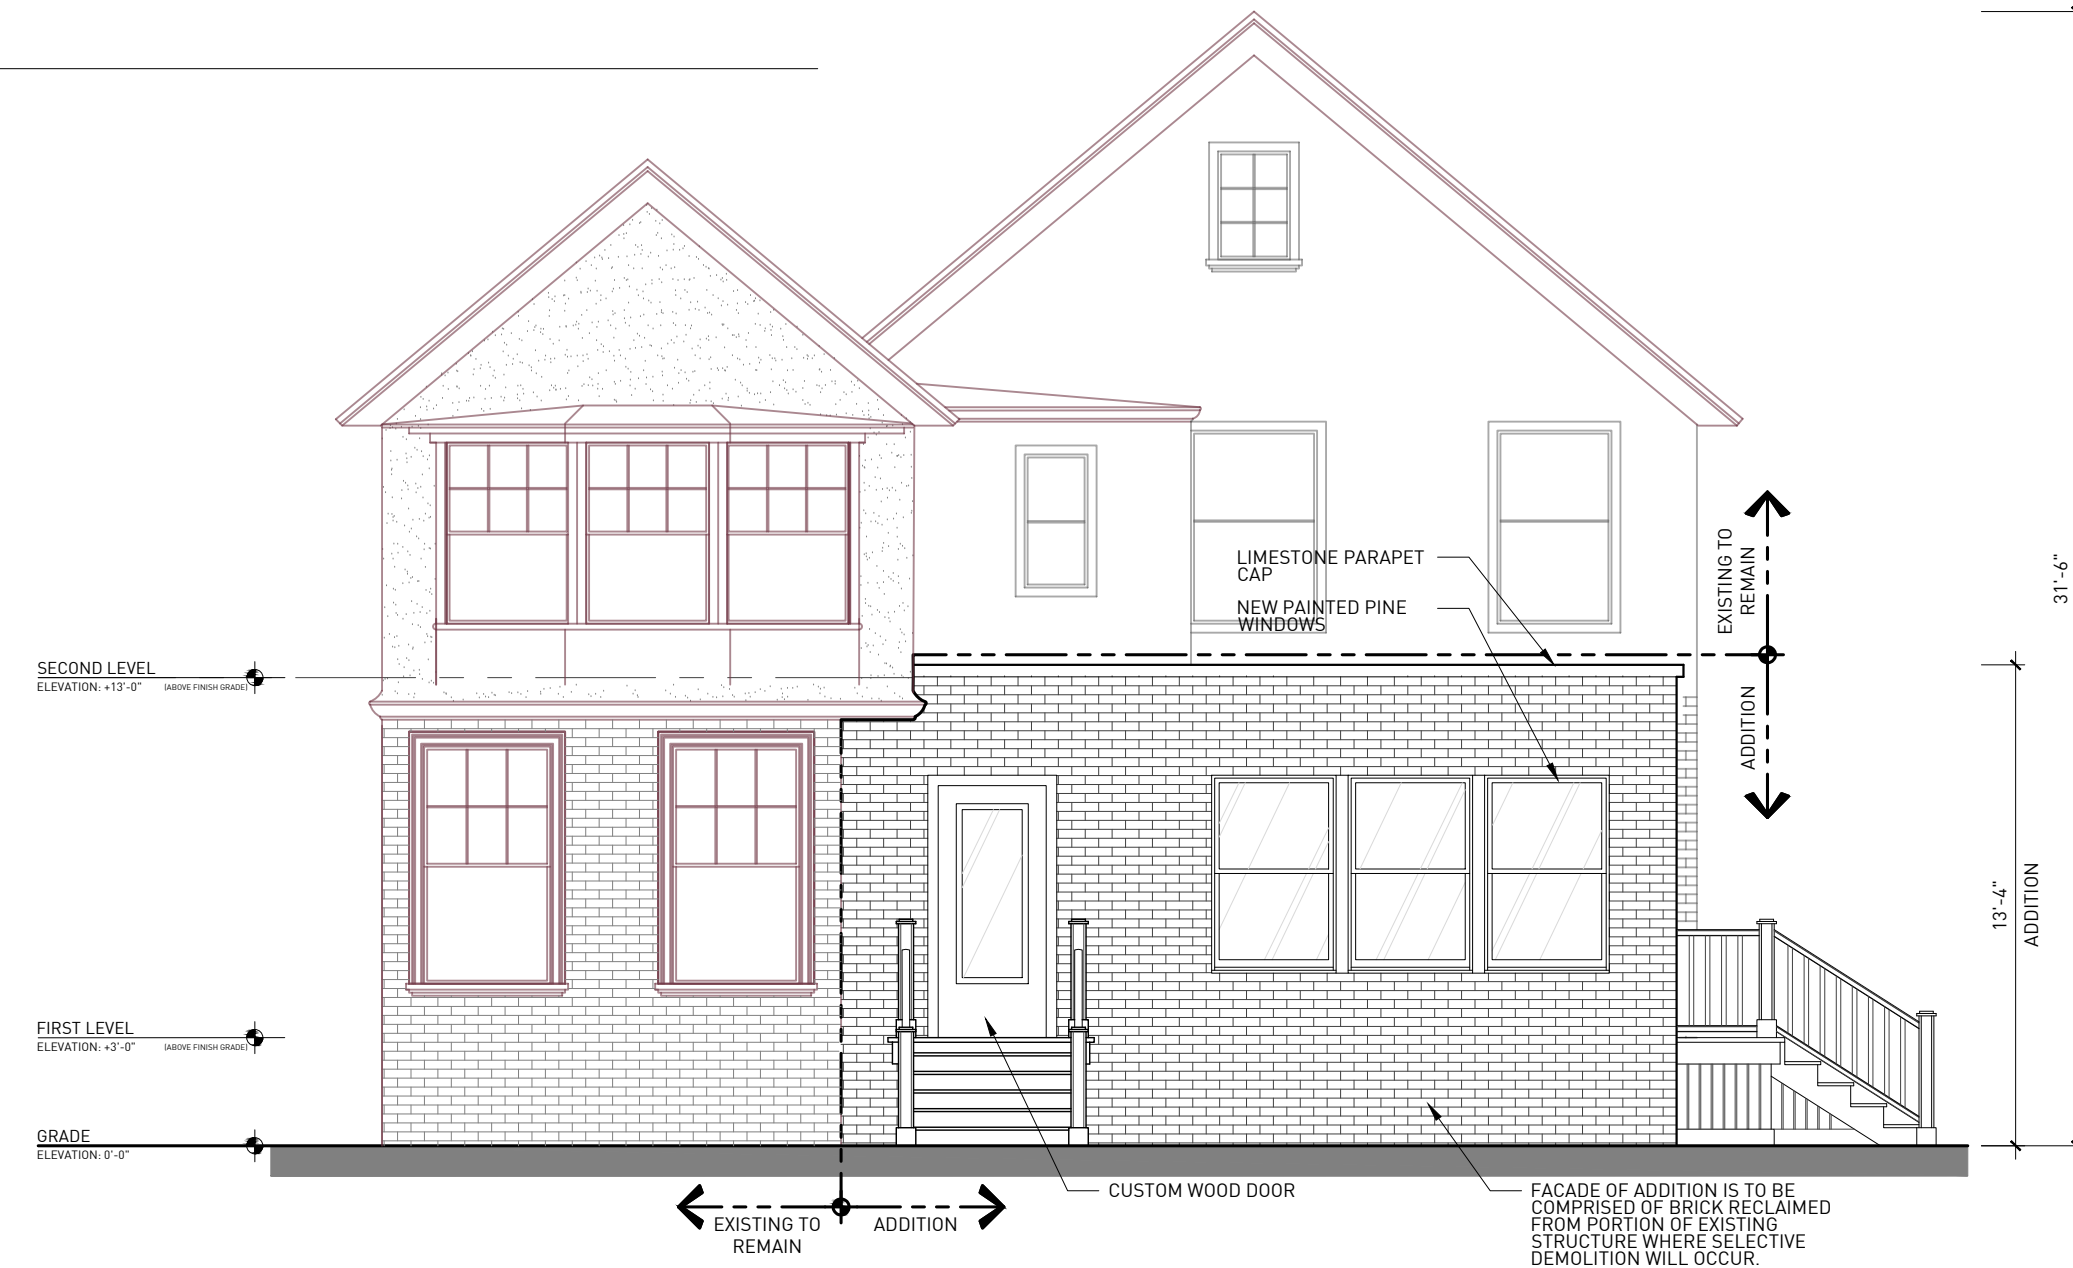 LIMESTONE PARAPET
CAP
NEW PAINTED PINE
WINDOWS
EXISTING TO
REMAIN
ADDITION
31'-6"
13'-4"
ADDITION
SECOND LEVEL
ELEVATION: +13'-0" (ABOVE FINISH GRADE)
FIRST LEVEL
ELEVATION: +3'-0" (ABOVE FINISH GRADE)
GRADE
ELEVATION: 0'-0"
EXISTING TO
REMAIN
ADDITION
CUSTOM WOOD DOOR
FACADE OF ADDITION IS TO BE
COMPRISED OF BRICK RECLAIMED
FROM PORTION OF EXISTING
STRUCTURE WHERE SELECTIVE
DEMOLITION WILL OCCUR.